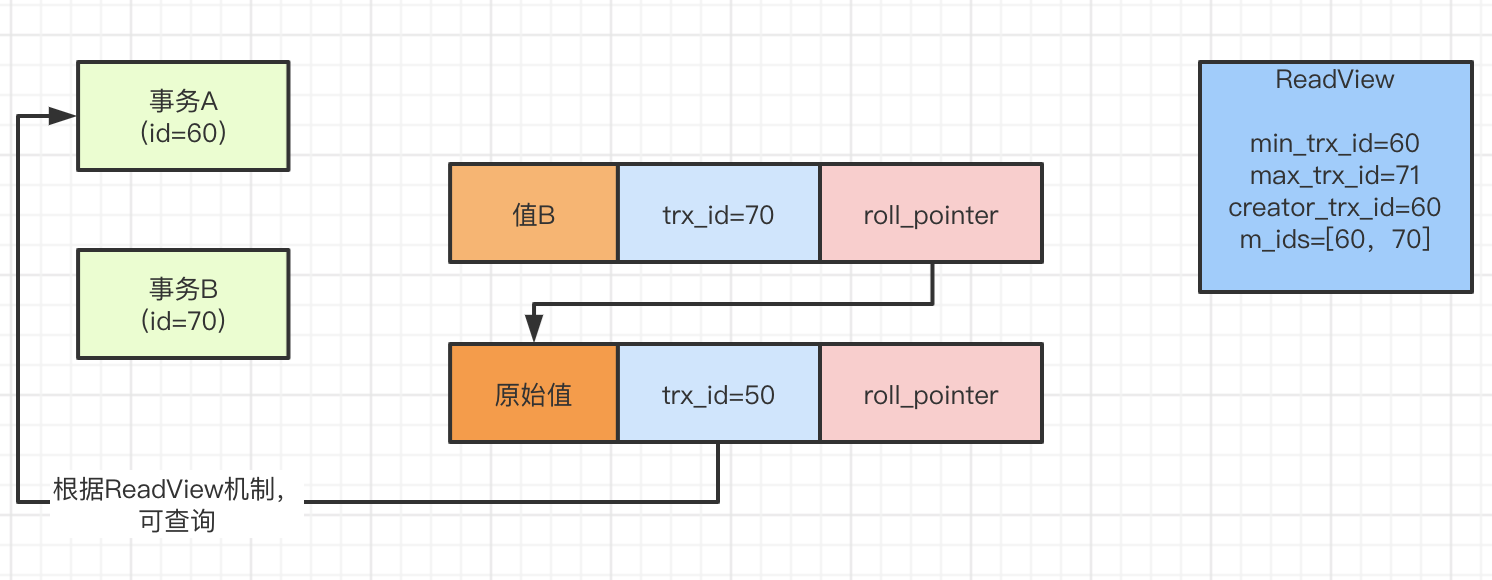 事务A
(id=60)
事务B
(id=70)
值B
trx_id=70
roll_pointer
原始值
trx_id=50
roll_pointer
根据ReadView机制，
可查询
ReadView
min_trx_id=60
max_trx_id=71
creator_trx_id=60
m_ids=[60，70]